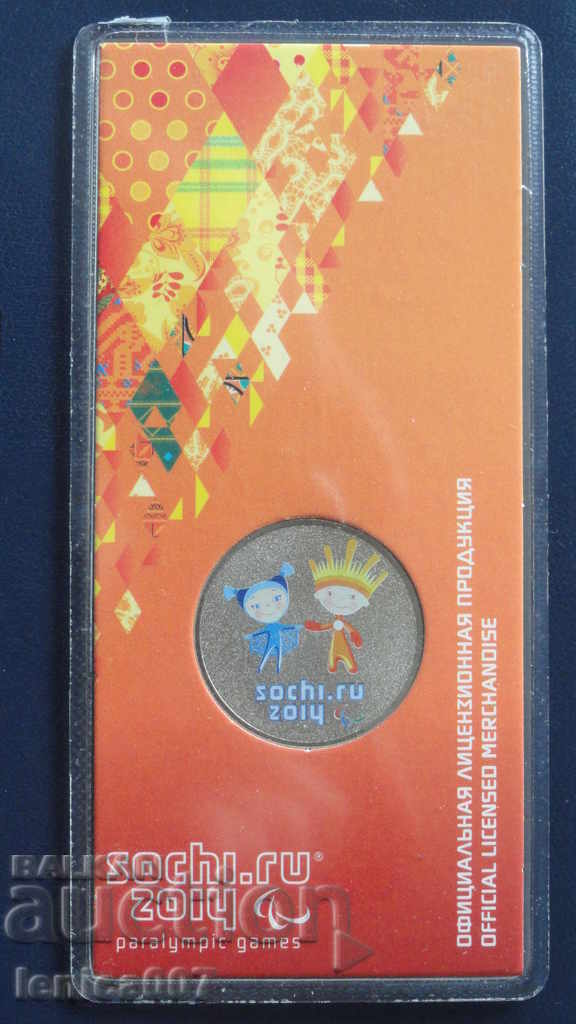 sochi.ru
2014
sochi.ru®
2014
paralympic games
ОФИЦИАЛЬНАЯ ЛИЦЕНЗИОННАЯ ПРОДУКЦИЯ
OFFICIAL LICENSED MERCHANDISE
BALKAN
auction
lenica007